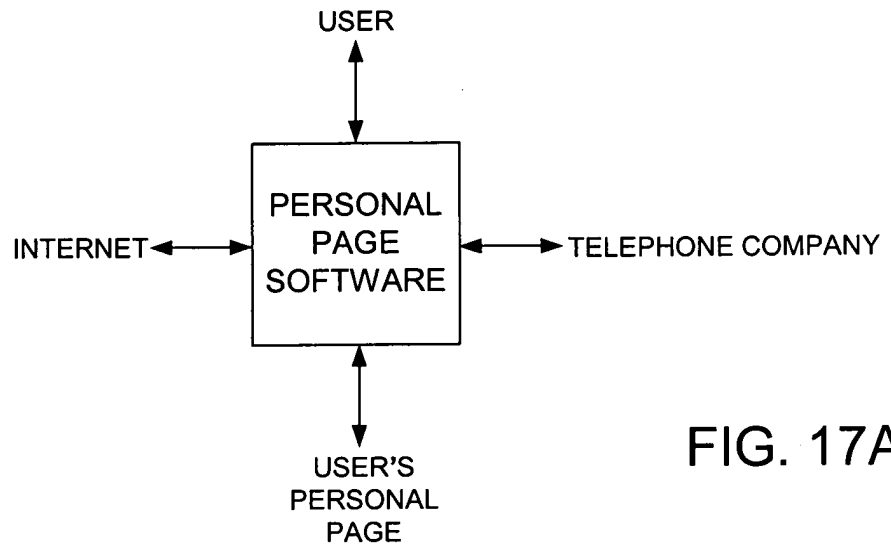 USER
PERSONAL
PAGE
SOFTWARE
INTERNET
TELEPHONE COMPANY
USER'S
PERSONAL
PAGE
FIG. 17A